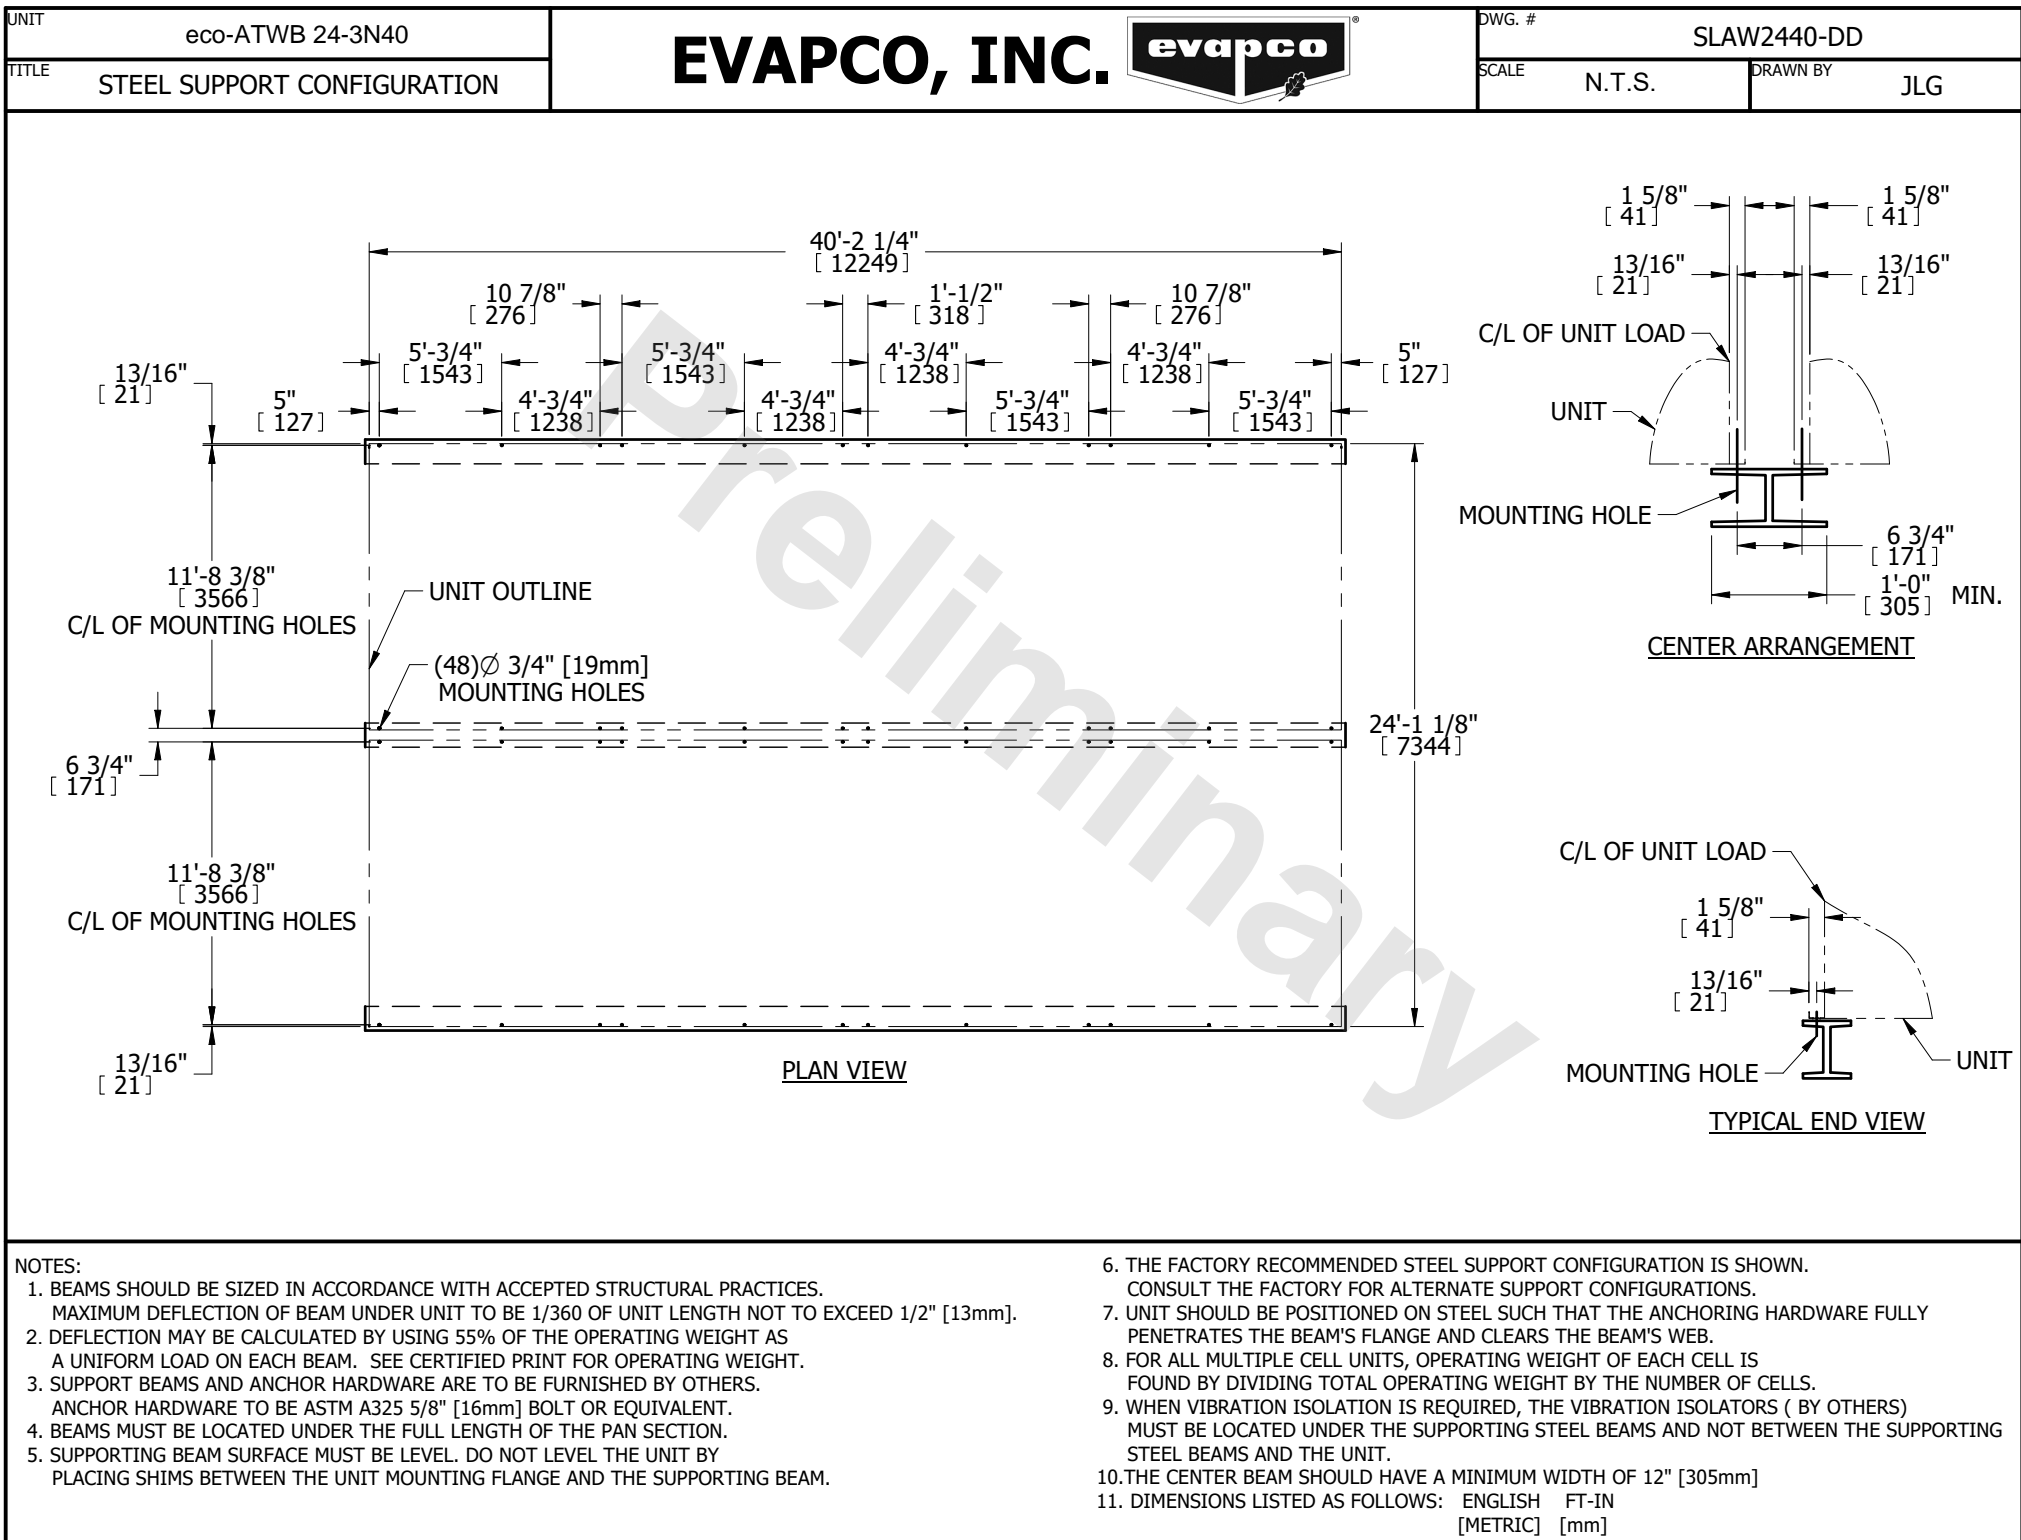 UNIT
eco-ATWB 24-3N40
TITLE
STEEL SUPPORT CONFIGURATION
EVAPCO, INC.
evapco
®
DWG. #
SLAW2440-DD
SCALE
N.T.S.
DRAWN BY
JLG
40'-2 1/4"
[ 12249]
10 7/8"
[ 276]
1'-1/2"
[ 318 ]
10 7/8"
[ 276]
5'-3/4"
[ 1543]
5'-3/4"
[ 1543]
4'-3/4"
[ 1238]
4'-3/4"
[ 1238]
5"
[ 127]
13/16"
[ 21]
5"
[ 127]
4'-3/4"
[ 1238]
4'-3/4"
[ 1238]
5'-3/4"
[ 1543]
5'-3/4"
[ 1543]
11'-8 3/8"
[ 3566]
C/L OF MOUNTING HOLES
UNIT OUTLINE
(48)Ø 3/4" [19mm]
MOUNTING HOLES
6 3/4"
[ 171]
24'-1 1/8"
[ 7344]
11'-8 3/8"
[ 3566]
C/L OF MOUNTING HOLES
13/16"
[ 21]
PLAN VIEW
Preliminary
1 5/8"
[ 41]
1 5/8"
[ 41]
13/16"
[ 21]
13/16"
[ 21]
C/L OF UNIT LOAD
UNIT
MOUNTING HOLE
6 3/4"
[ 171]
1'-0"
[ 305] MIN.
CENTER ARRANGEMENT
C/L OF UNIT LOAD
1 5/8"
[ 41]
13/16"
[ 21]
MOUNTING HOLE
UNIT
TYPICAL END VIEW
NOTES:
1. BEAMS SHOULD BE SIZED IN ACCORDANCE WITH ACCEPTED STRUCTURAL PRACTICES.
MAXIMUM DEFLECTION OF BEAM UNDER UNIT TO BE 1/360 OF UNIT LENGTH NOT TO EXCEED 1/2" [13mm].
2. DEFLECTION MAY BE CALCULATED BY USING 55% OF THE OPERATING WEIGHT AS
A UNIFORM LOAD ON EACH BEAM. SEE CERTIFIED PRINT FOR OPERATING WEIGHT.
3. SUPPORT BEAMS AND ANCHOR HARDWARE ARE TO BE FURNISHED BY OTHERS.
ANCHOR HARDWARE TO BE ASTM A325 5/8" [16mm] BOLT OR EQUIVALENT.
4. BEAMS MUST BE LOCATED UNDER THE FULL LENGTH OF THE PAN SECTION.
5. SUPPORTING BEAM SURFACE MUST BE LEVEL. DO NOT LEVEL THE UNIT BY
PLACING SHIMS BETWEEN THE UNIT MOUNTING FLANGE AND THE SUPPORTING BEAM.
6. THE FACTORY RECOMMENDED STEEL SUPPORT CONFIGURATION IS SHOWN.
CONSULT THE FACTORY FOR ALTERNATE SUPPORT CONFIGURATIONS.
7. UNIT SHOULD BE POSITIONED ON STEEL SUCH THAT THE ANCHORING HARDWARE FULLY
PENETRATES THE BEAM'S FLANGE AND CLEARS THE BEAM'S WEB.
8. FOR ALL MULTIPLE CELL UNITS, OPERATING WEIGHT OF EACH CELL IS
FOUND BY DIVIDING TOTAL OPERATING WEIGHT BY THE NUMBER OF CELLS.
9. WHEN VIBRATION ISOLATION IS REQUIRED, THE VIBRATION ISOLATORS ( BY OTHERS)
MUST BE LOCATED UNDER THE SUPPORTING STEEL BEAMS AND NOT BETWEEN THE SUPPORTING
STEEL BEAMS AND THE UNIT.
10.THE CENTER BEAM SHOULD HAVE A MINIMUM WIDTH OF 12" [305mm]
11. DIMENSIONS LISTED AS FOLLOWS: ENGLISH FT-IN
[METRIC] [mm]